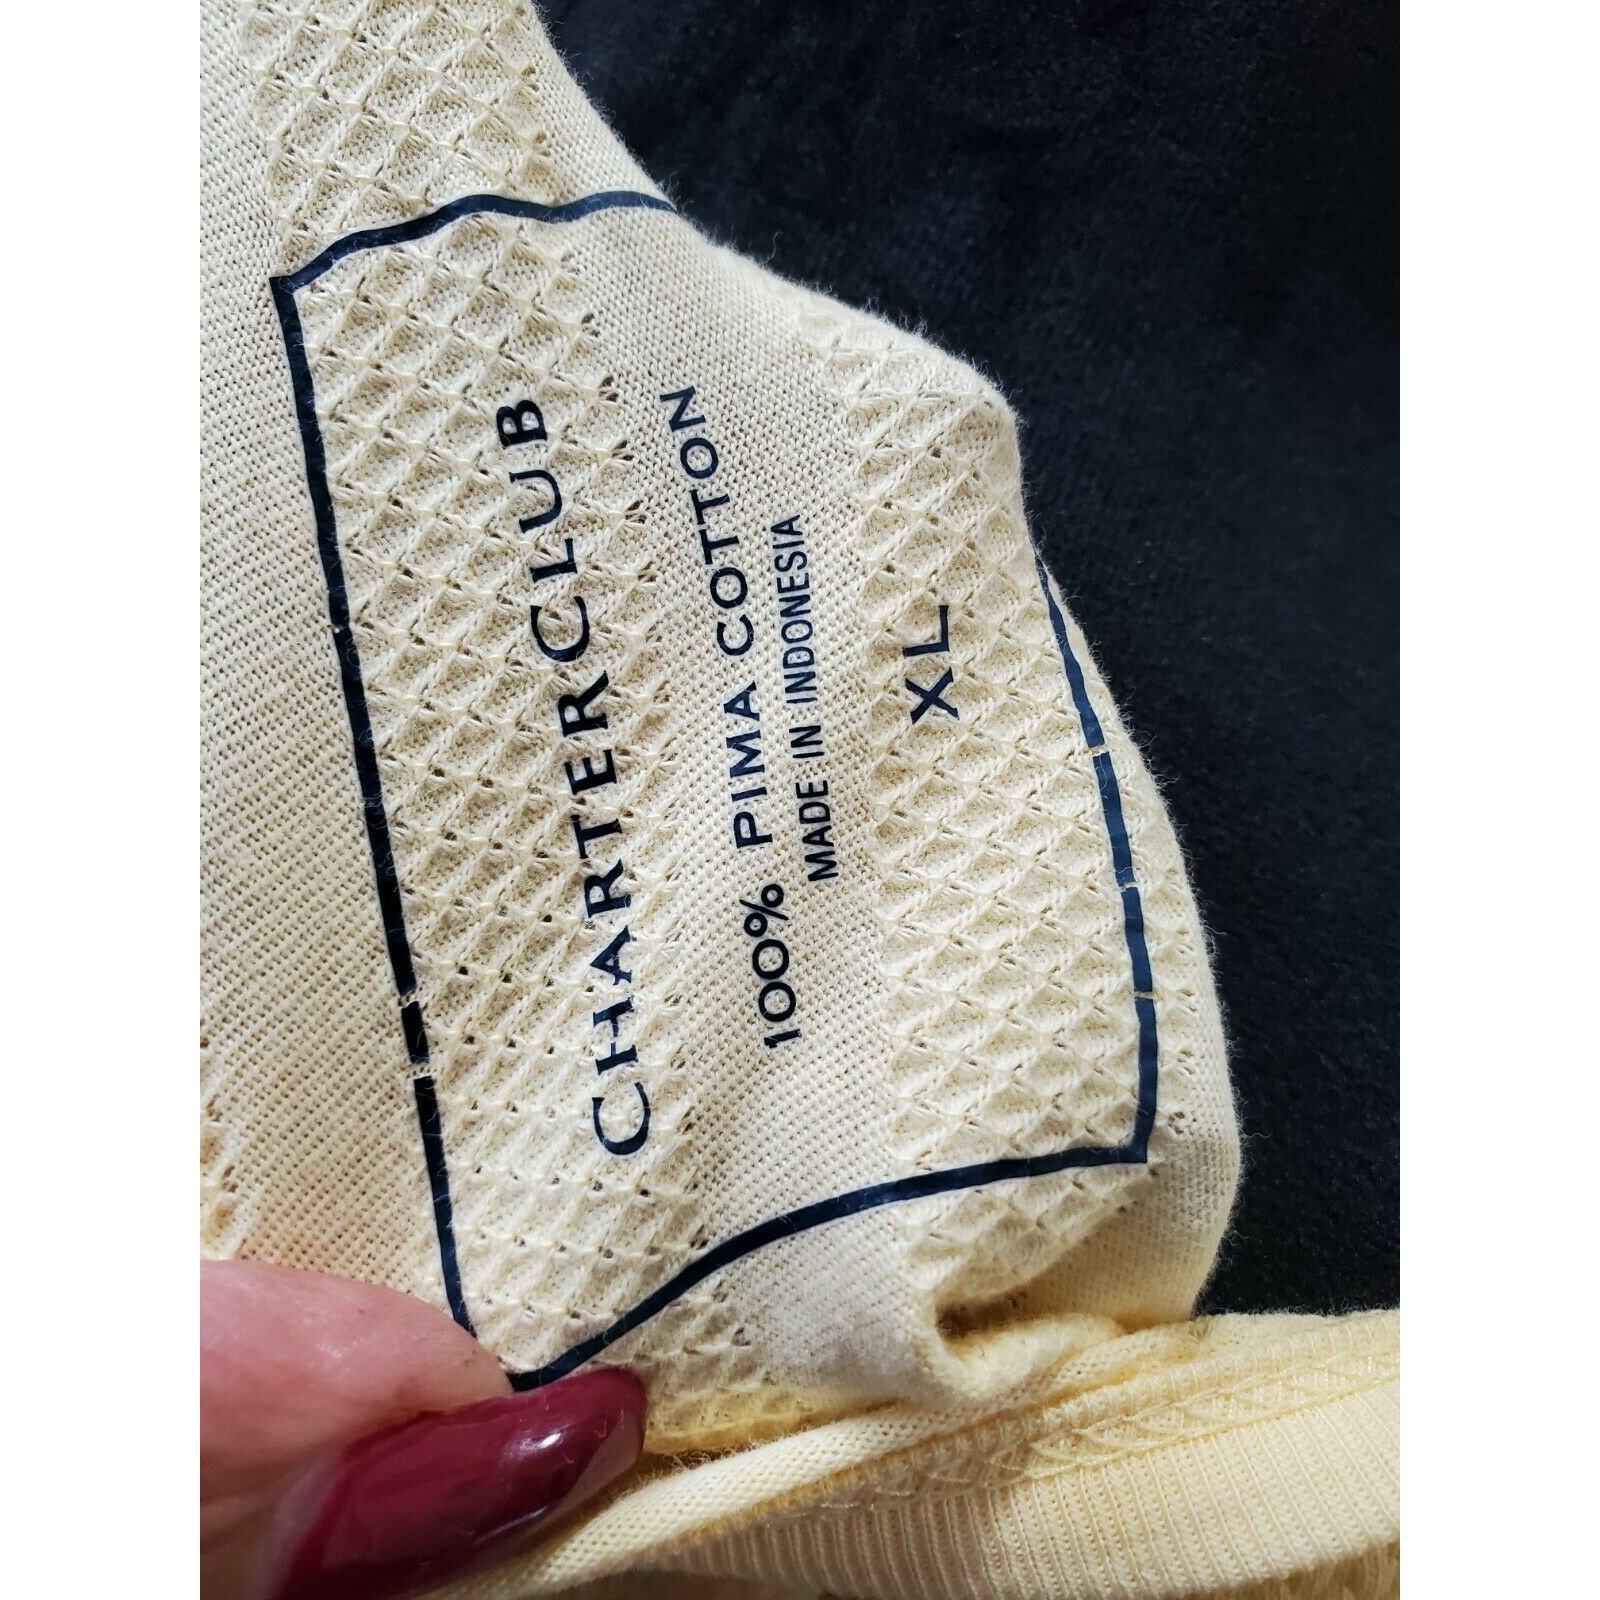 CHARTER CLUB
100% PIMA COTTON
MADE IN INDONESIA
XL